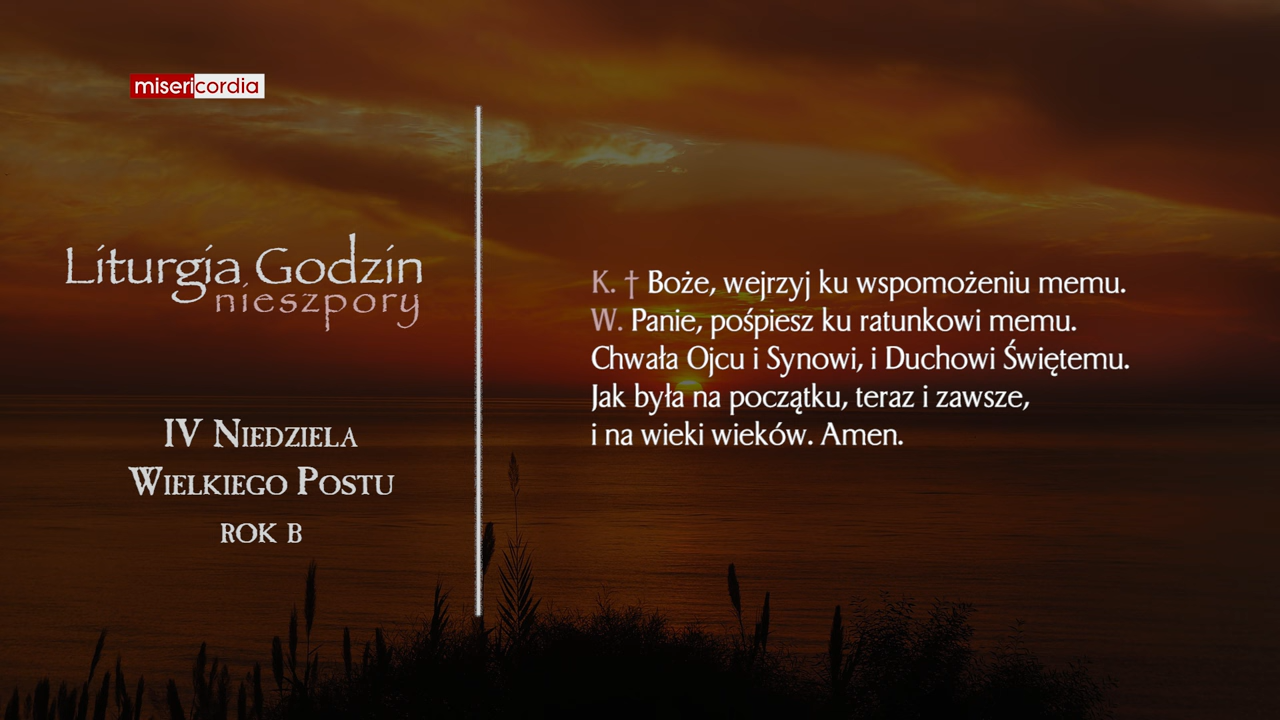 misericordia
Liturgia Godzin
nieszpory
IV Niedziela
Wielkiego Postu
rok B
K. † Boże, wejrzyj ku wspomożeniu memu.
W. Panie, pośpiesz ku ratunkowi memu.
Chwała Ojcu i Synowi, i Duchowi Świętemu.
Jak była na początku, teraz i zawsze,
i na wieki wieków. Amen.